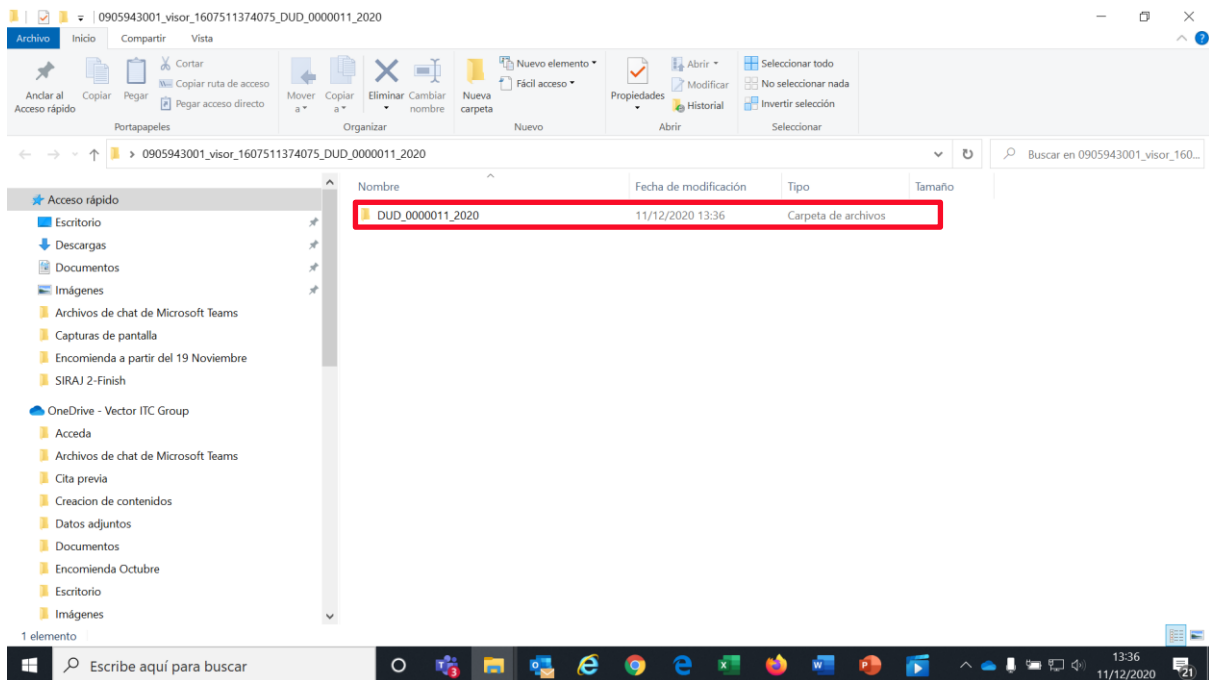 0905943001_visor_1607511374075_DUD_0000011_2020
Archivo Inicio Compartir Vista
Anclar al Acceso rápido
Copiar
Pegar
Cortar
Copiar ruta de acceso
Pegar acceso directo
Portapapeles
Mover a
Copiar a
Eliminar
Cambiar nombre
Organizar
Nueva carpeta
Nuevo elemento
Fácil acceso
Nuevo
Propiedades
Abrir
Modificar
Historial
Abrir
Seleccionar todo
No seleccionar nada
Invertir selección
Seleccionar
0905943001_visor_1607511374075_DUD_0000011_2020
Buscar en 0905943001_visor_160...
Acceso rápido
Escritorio
Descargas
Documentos
Imágenes
Archivos de chat de Microsoft Teams
Capturas de pantalla
Encomienda a partir del 19 Noviembre
SIRAJ 2-Finish
OneDrive - Vector ITC Group
Acceda
Archivos de chat de Microsoft Teams
Cita previa
Creacion de contenidos
Datos adjuntos
Documentos
Encomienda Octubre
Escritorio
Imágenes
Nombre Fecha de modificación Tipo Tamaño
DUD_0000011_2020 11/12/2020 13:36 Carpeta de archivos
1 elemento
Escribe aquí para buscar
3
13:36
11/12/2020
21